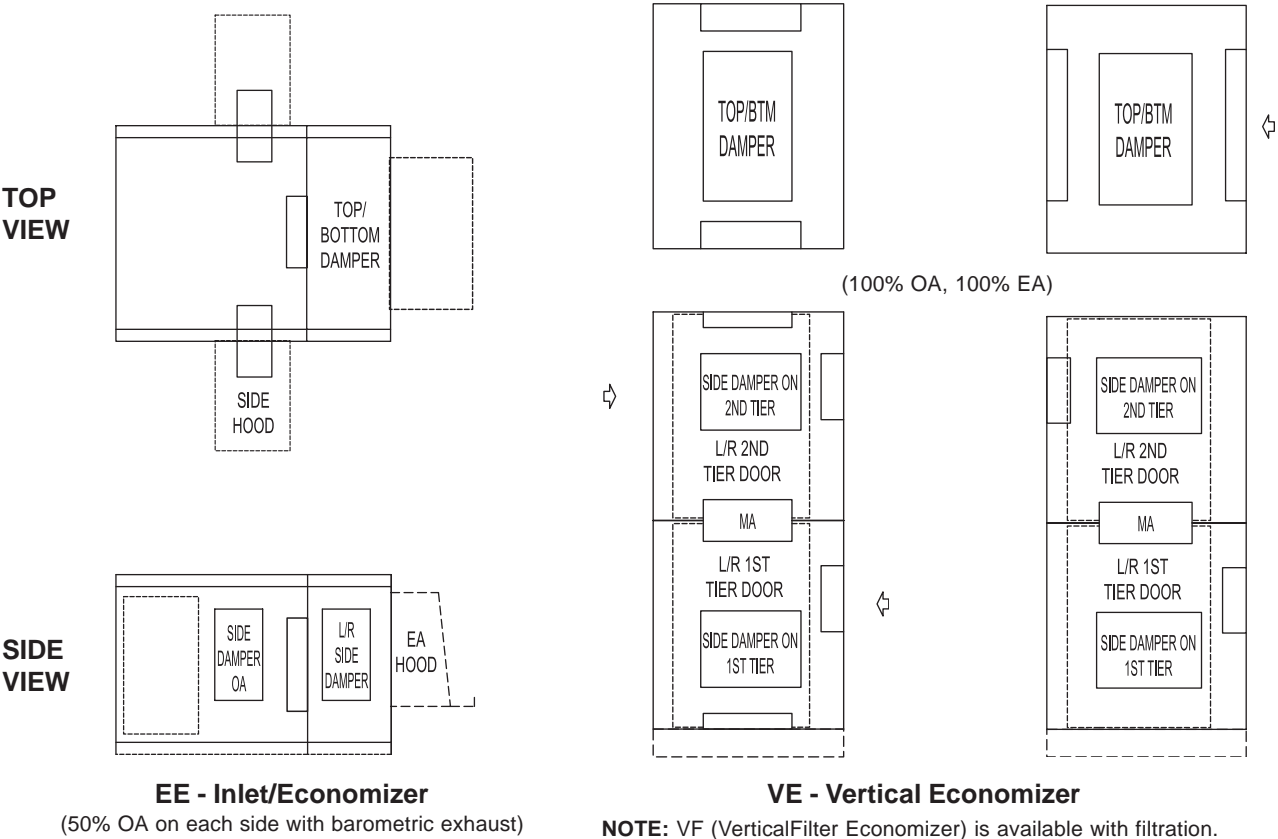 TOP
VIEW
TOP/
BOTTOM
DAMPER
SIDE
HOOD
TOP/BTM
DAMPER
TOP/BTM
DAMPER
(100% OA, 100% EA)
SIDE
VIEW
SIDE
DAMPER
OA
L/R
SIDE
DAMPER
EA
HOOD
SIDE DAMPER ON
2ND TIER
L/R 2ND
TIER DOOR
MA
L/R 1ST
TIER DOOR
SIDE DAMPER ON
1ST TIER
SIDE DAMPER ON
2ND TIER
L/R 2ND
TIER DOOR
MA
L/R 1ST
TIER DOOR
SIDE DAMPER ON
1ST TIER
EE - Inlet/Economizer
(50% OA on each side with barometric exhaust)
VE - Vertical Economizer
NOTE: VF (VerticalFilter Economizer) is available with filtration.